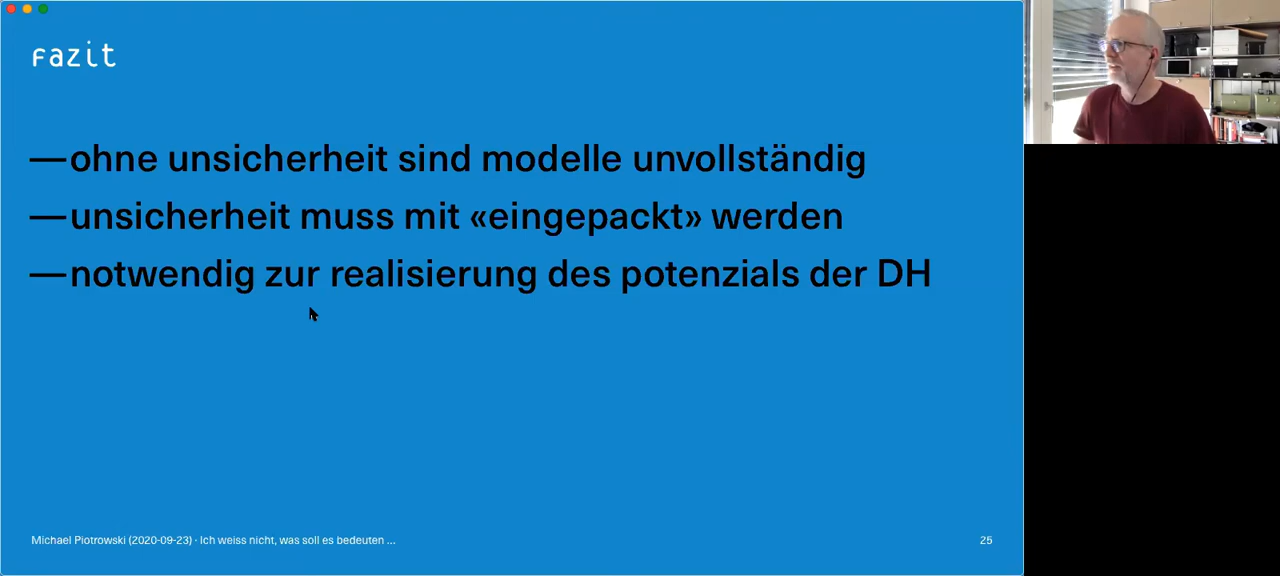 Fazit
—ohne unsicherheit sind modelle unvollständig
—unsicherheit muss mit «eingepackt» werden
—notwendig zur realisierung des potenzials der DH
Michael Piotrowski (2020-09-23) · Ich weiss nicht, was soll es bedeuten ...
25